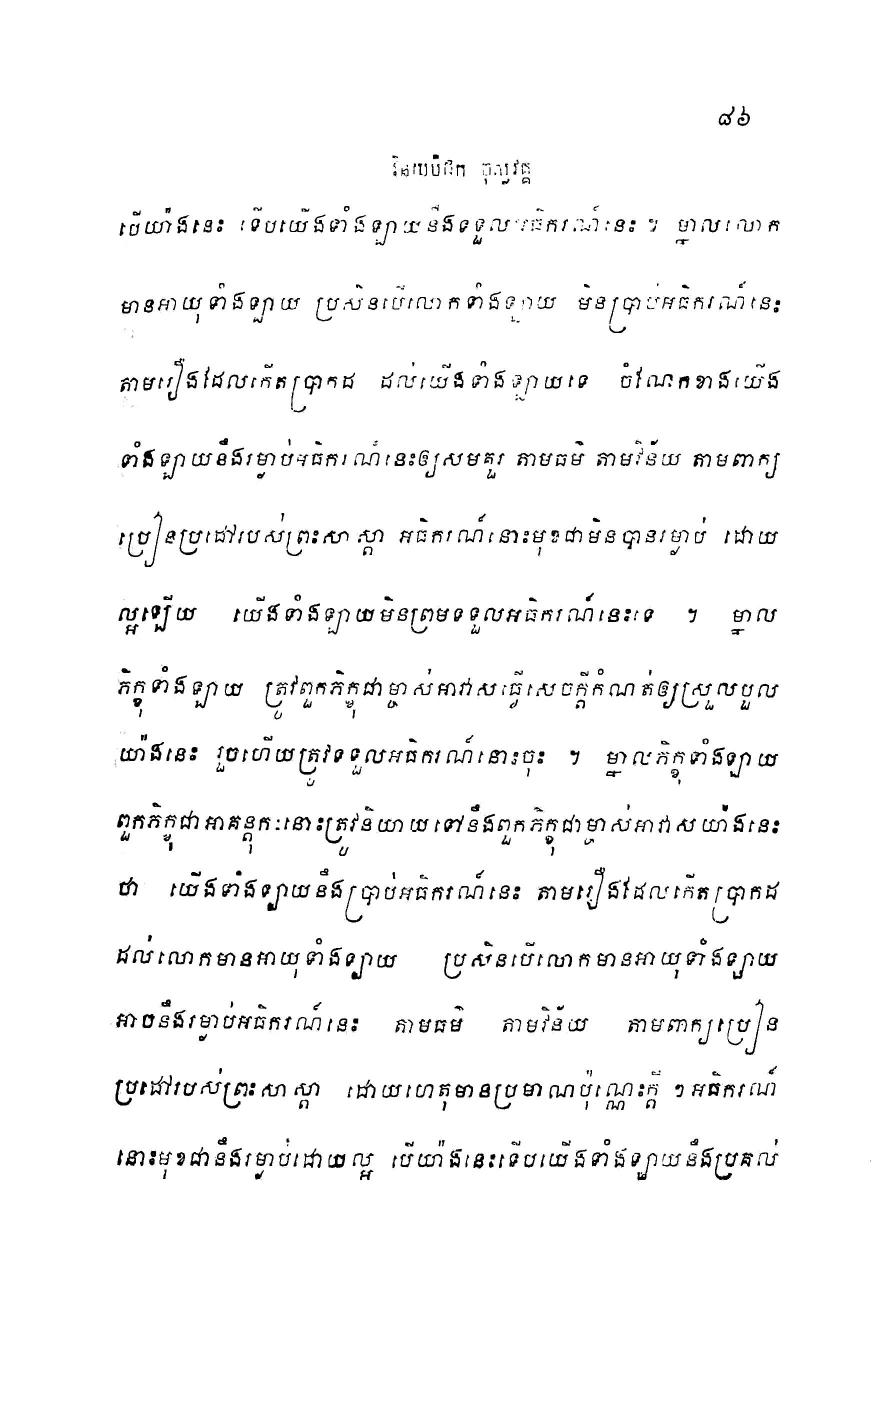 ៨៦
វិនយបិដក ចុល្លវគ្គ
បើយ៉ាងនេះ ទើបយើងទាំងឡាយនឹងទទួលអធិករណ៍នេះ ។ ម្នាលលោក
មានអាយុទាំងឡាយ ប្រសិនបើលោកទាំងឡាយ មិនប្រាប់អធិករណ៍នេះ
តាមរឿងដែលកើតប្រាកដ ដល់យើងទាំងឡាយទេ ចំណែកខាងយើង
ទាំងឡាយនឹងរម្ងាប់អធិករណ៍នេះឲ្យសមគួរ តាមធម៌ តាមវិន័យ តាមពាក្យ
ប្រៀនប្រដៅរបស់ព្រះសាស្តា អធិករណ៍នោះមុខជាមិនបានរម្ងាប់ ដោយ
ល្អឡើយ យើងទាំងឡាយមិនព្រមទទួលអធិករណ៍នេះទេ ។ ម្នាល
ភិក្ខុទាំងឡាយ ត្រូវពួកភិក្ខុជាម្ចាស់អាវាសធ្វើសេចក្តីកំណត់ឲ្យស្រួលបួល
យ៉ាងនេះ រួចហើយត្រូវទទួលអធិករណ៍នោះចុះ ។ ម្នាលភិក្ខុទាំងឡាយ
ពួកភិក្ខុជាអាគន្តុកៈនោះត្រូវនិយាយទៅនឹងពួកភិក្ខុជាម្ចាស់អាវាសយ៉ាងនេះ
ថា យើងទាំងឡាយនឹងប្រាប់អធិករណ៍នេះ តាមរឿងដែលកើតប្រាកដ
ដល់លោកមានអាយុទាំងឡាយ ប្រសិនបើលោកមានអាយុទាំងឡាយ
អាចនឹងរម្ងាប់អធិករណ៍នេះ តាមធម៌ តាមវិន័យ តាមពាក្យប្រៀន
ប្រដៅរបស់ព្រះសាស្តា ដោយហេតុមានប្រមាណប៉ុណ្ណេះក្តី ៗ អធិករណ៍
នោះមុខជានឹងរម្ងាប់ដោយល្អ បើយ៉ាងនេះទើបយើងទាំងឡាយនឹងប្រគល់